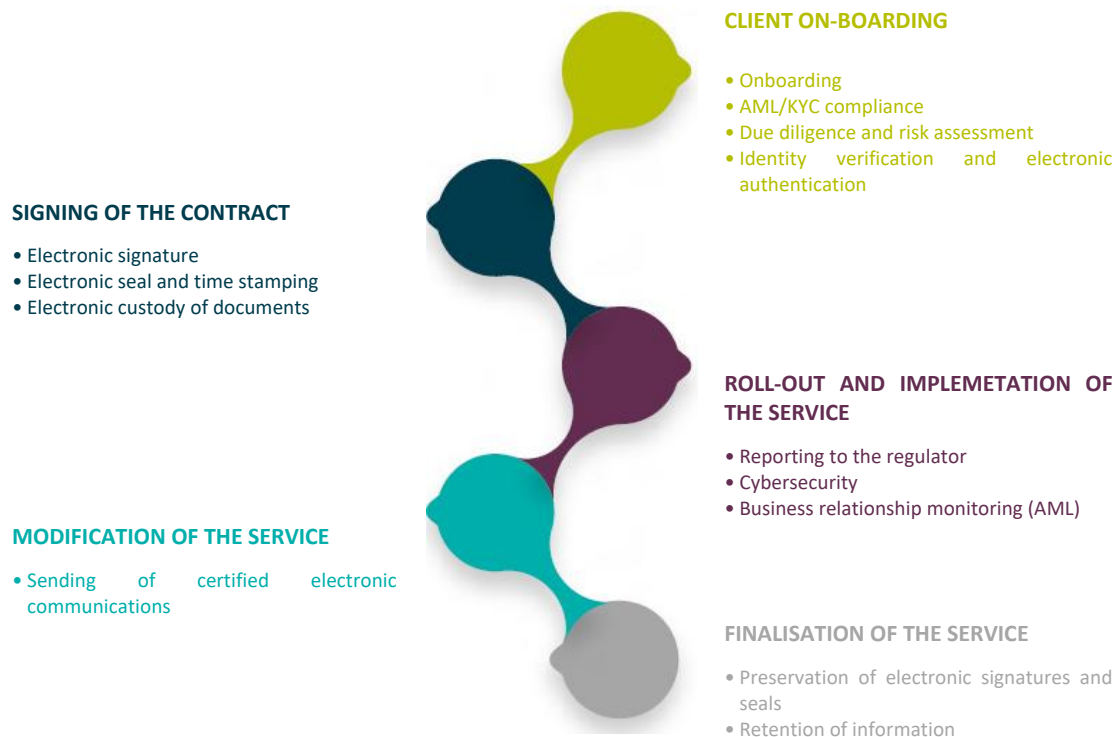 CLIENT ON-BOARDING
• Onboarding
• AML/KYC compliance
• Due diligence and risk assessment
• Identity verification and electronic
authentication
SIGNING OF THE CONTRACT
• Electronic signature
• Electronic seal and time stamping
• Electronic custody of documents
ROLL-OUT AND IMPLEMETATION OF
THE SERVICE
• Reporting to the regulator
• Cybersecurity
• Business relationship monitoring (AML)
MODIFICATION OF THE SERVICE
• Sending of certified electronic
communications
FINALISATION OF THE SERVICE
• Preservation of electronic signatures and
seals
• Retention of information